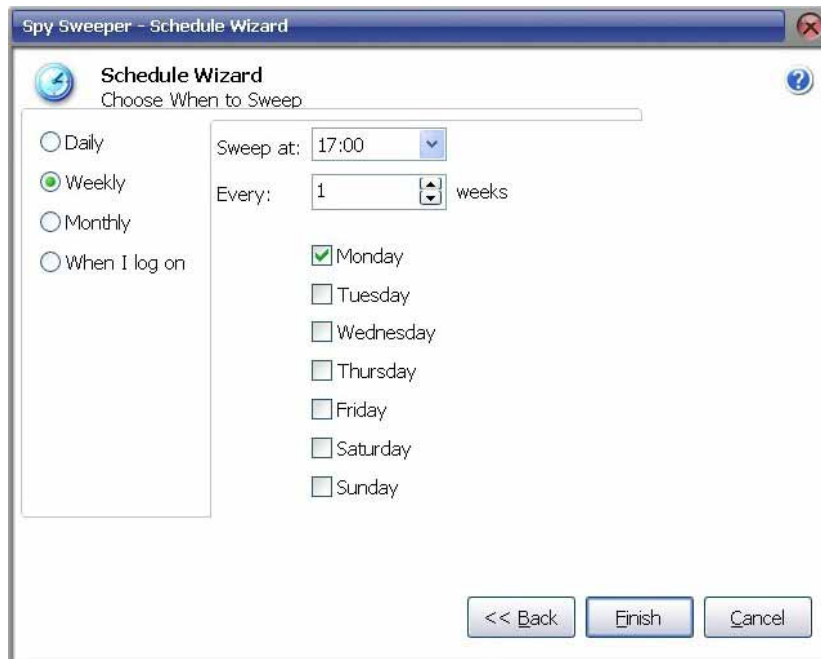 Spy Sweeper - Schedule Wizard
Schedule Wizard
Choose When to Sweep
Daily
Weekly
Monthly
When I log on
Sweep at: 17:00
Every: 1 weeks
Monday
Tuesday
Wednesday
Thursday
Friday
Saturday
Sunday
<< Back Finish Cancel